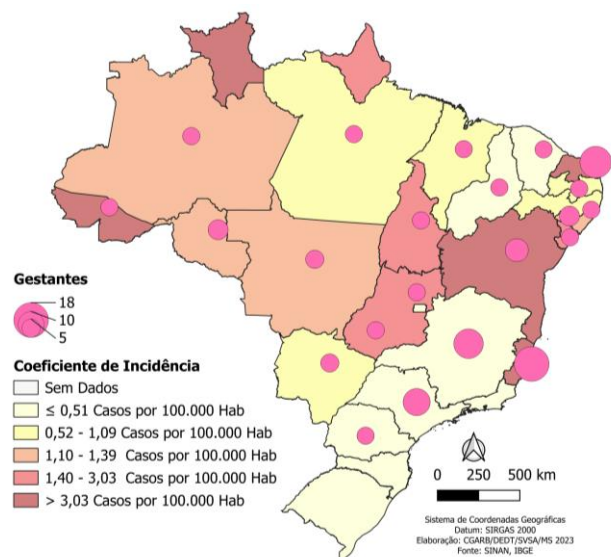 Gestantes
18
10
5
Coeficiente de Incidência
Sem Dados
≤ 0,51 Casos por 100.000 Hab
0,52 - 1,09 Casos por 100.000 Hab
1,10 - 1,39 Casos por 100.000 Hab
1,40 - 3,03 Casos por 100.000 Hab
> 3,03 Casos por 100.000 Hab
0 250 500 km
Sistema de Coordenadas Geográficas
Datum: SIRGAS 2000
Elaboração: CGARB/DEDT/SVSA/MS 2023
Fonte: SINAN, IBGE